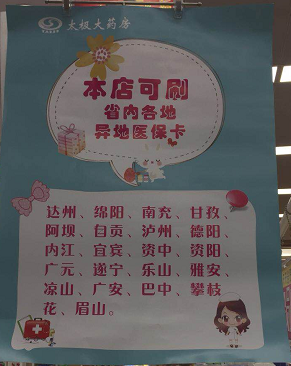 太极大药房
本店可刷
省内各地
异地医保卡
达州、绵阳、南充、甘孜、
阿坝、自贡、泸州、德阳、
内江、宜宾、资中、资阳、
广元、遂宁、乐山、雅安、
凉山、广安、巴中、攀枝
花、眉山。